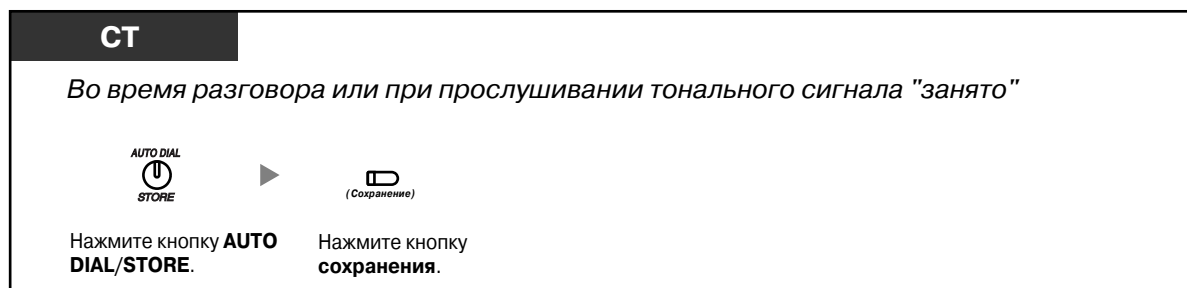 СТ
Во время разговора или при прослушивании тонального сигнала "занято"
AUTO DIAL
STORE
(Сохранение)
Нажмите кнопку AUTO
DIAL/STORE.
Нажмите кнопку
сохранения.